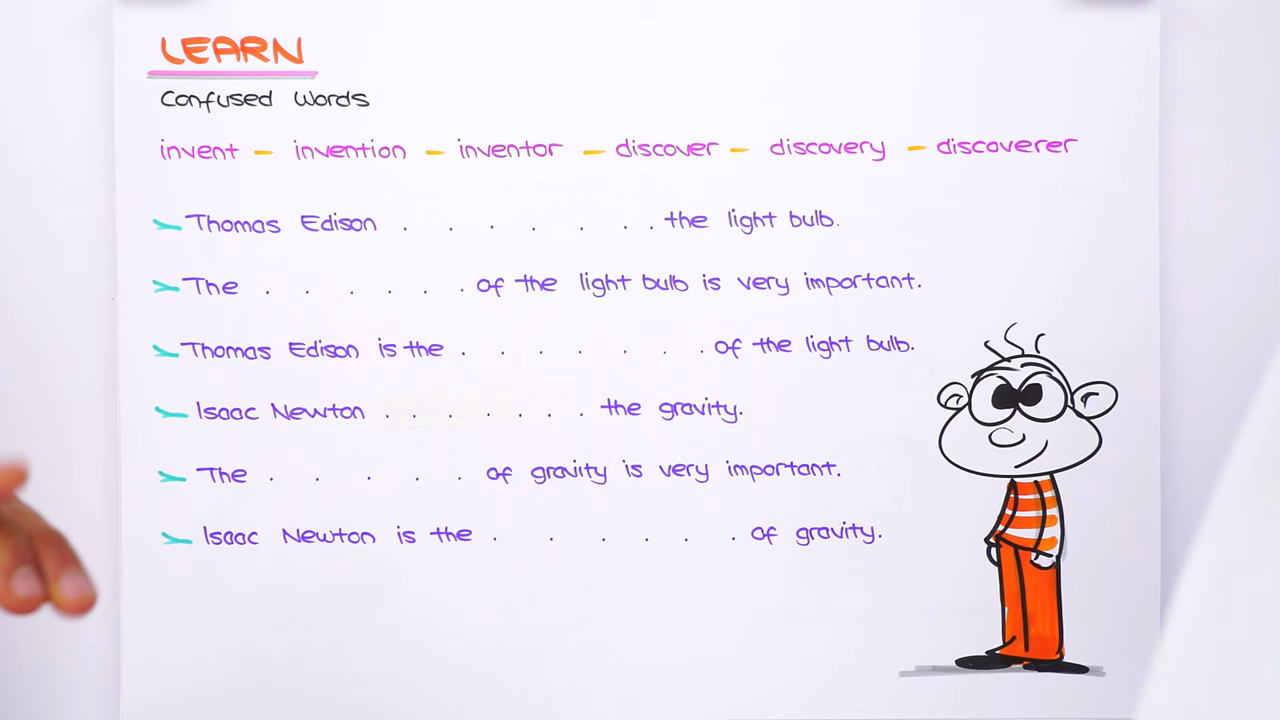 LEARN
Confused Words
invent - invention - inventor - discover - discovery - discoverer
Thomas Edison . . . . . . . the light bulb.
The . . . . . . of the light bulb is very important.
Thomas Edison is the . . . . . . . of the light bulb.
Isaac Newton . . . . . . . the gravity.
The . . . . . of gravity is very important.
Isaac Newton is the . . . . . . of gravity.